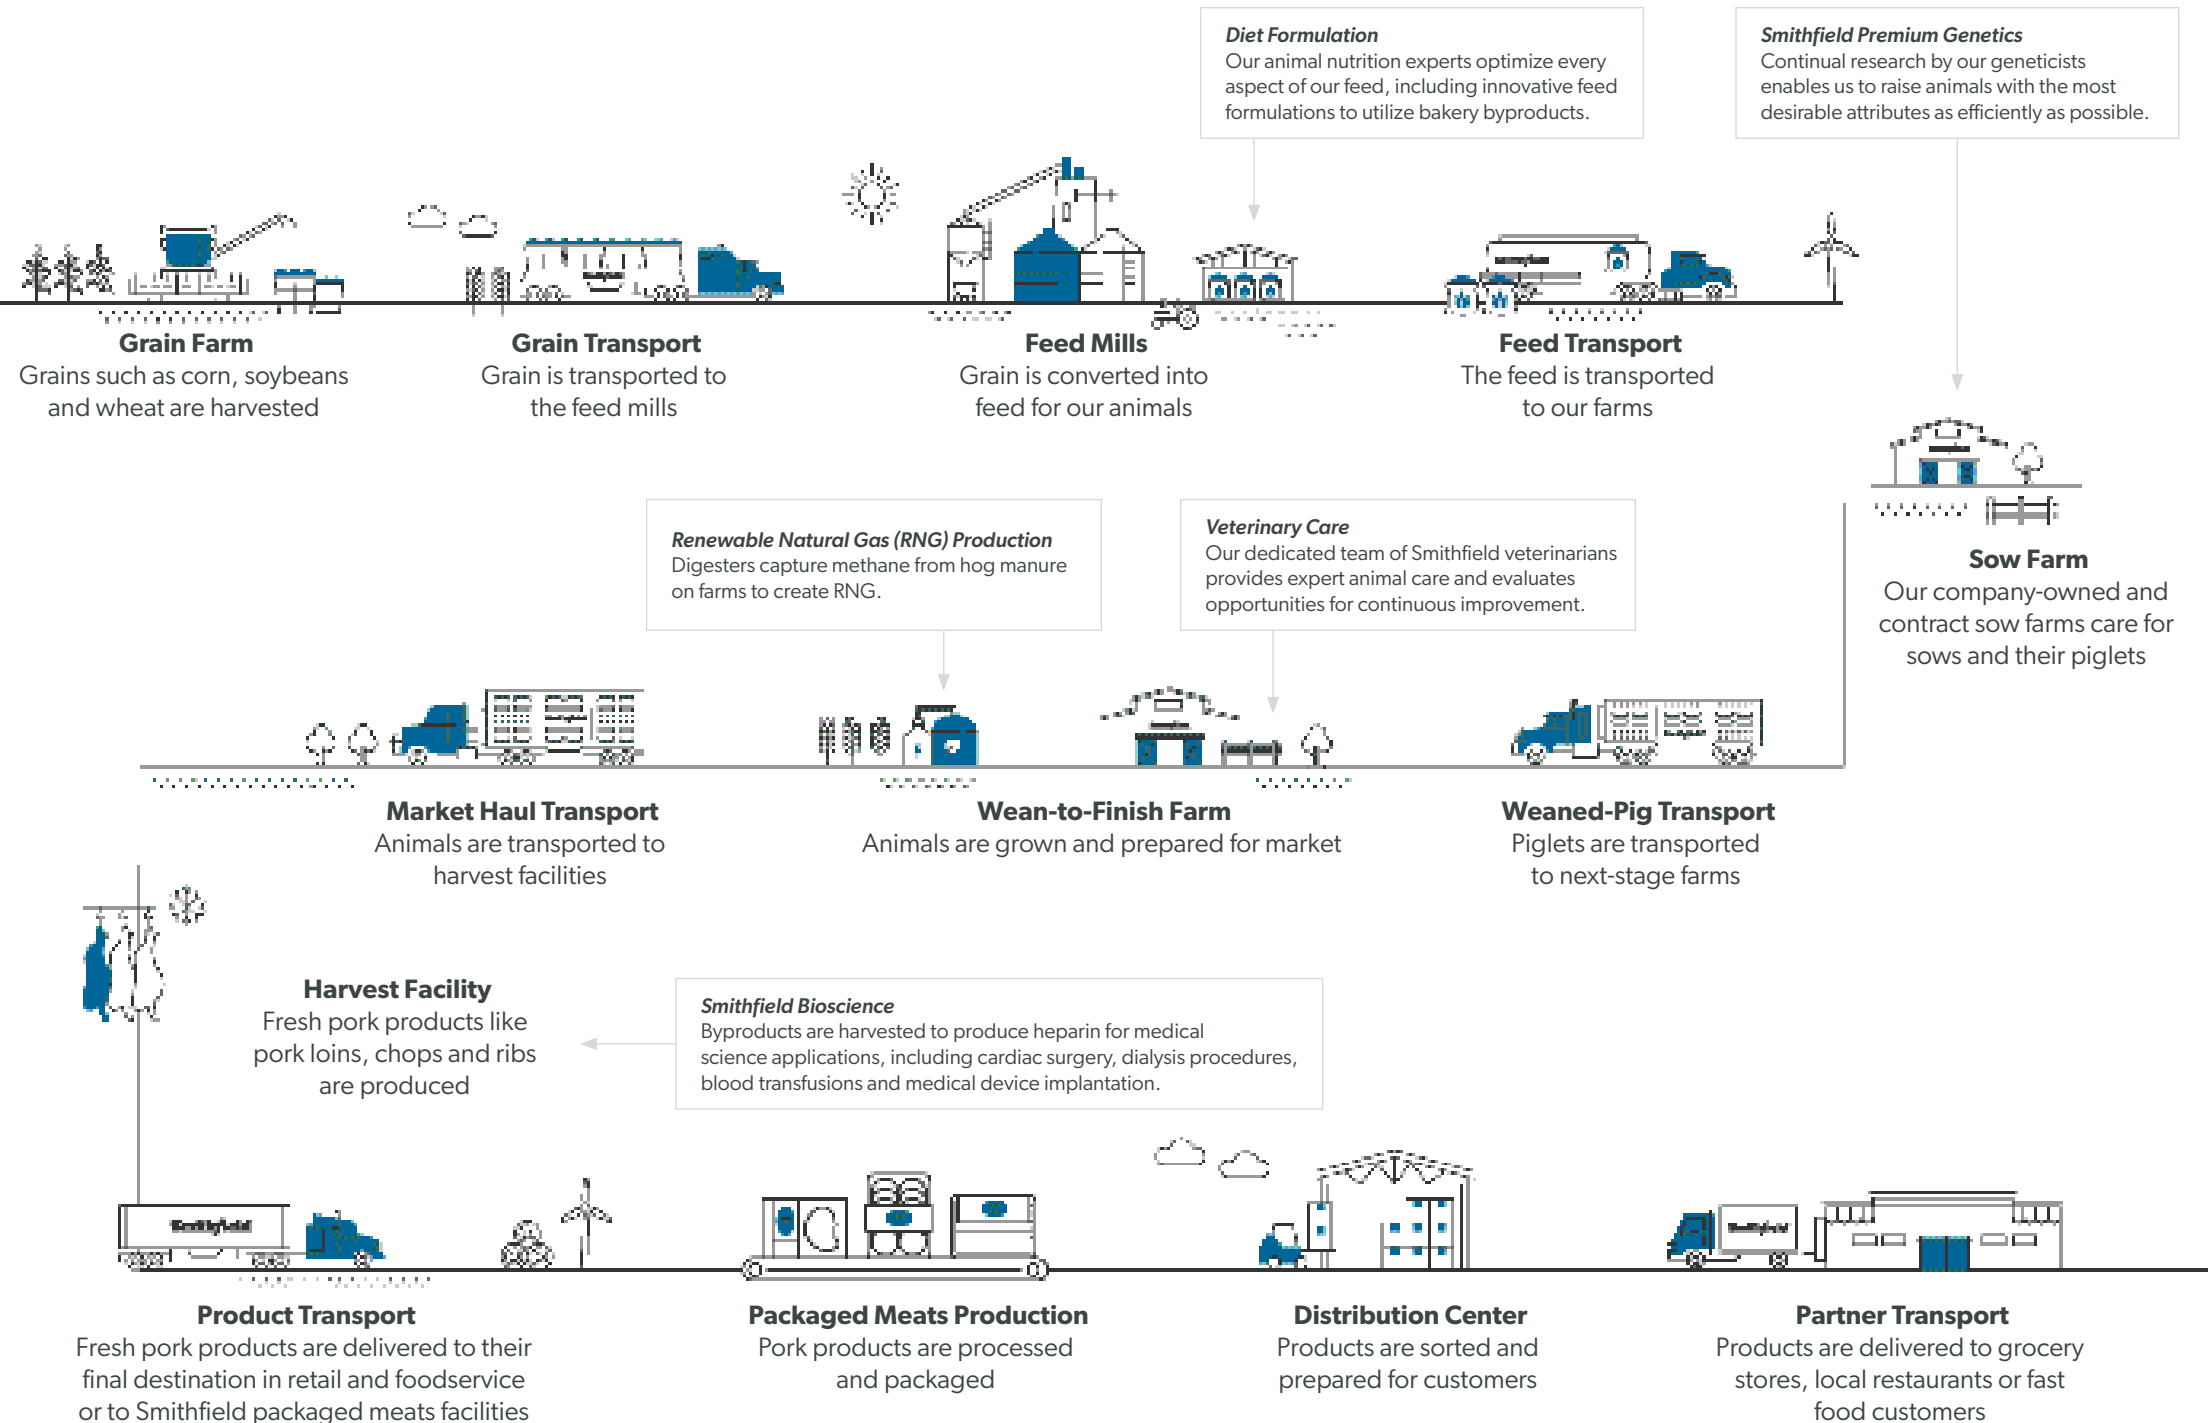 Diet Formulation
Our animal nutrition experts optimize every
aspect of our feed, including innovative feed
formulations to utilize bakery byproducts.
Smithfield Premium Genetics
Continual research by our geneticists
enables us to raise animals with the most
desirable attributes as efficiently as possible.
Grain Farm
Grains such as corn, soybeans
and wheat are harvested
Grain Transport
Grain is transported to
the feed mills
Feed Mills
Grain is converted into
feed for our animals
Feed Transport
The feed is transported
to our farms
Sow Farm
Our company-owned and
contract sow farms care for
sows and their piglets
Renewable Natural Gas (RNG) Production
Digesters capture methane from hog manure
on farms to create RNG.
Veterinary Care
Our dedicated team of Smithfield veterinarians
provides expert animal care and evaluates
opportunities for continuous improvement.
Market Haul Transport
Animals are transported to
harvest facilities
Wean-to-Finish Farm
Animals are grown and prepared for market
Weaned-Pig Transport
Piglets are transported
to next-stage farms
Harvest Facility
Fresh pork products like
pork loins, chops and ribs
are produced
Smithfield Bioscience
Byproducts are harvested to produce heparin for medical
science applications, including cardiac surgery, dialysis procedures,
blood transfusions and medical device implantation.
Smithfield
Smithfield
Product Transport
Fresh pork products are delivered to their
final destination in retail and foodservice
or to Smithfield packaged meats facilities
Packaged Meats Production
Pork products are processed
and packaged
Distribution Center
Products are sorted and
prepared for customers
Partner Transport
Products are delivered to grocery
stores, local restaurants or fast
food customers